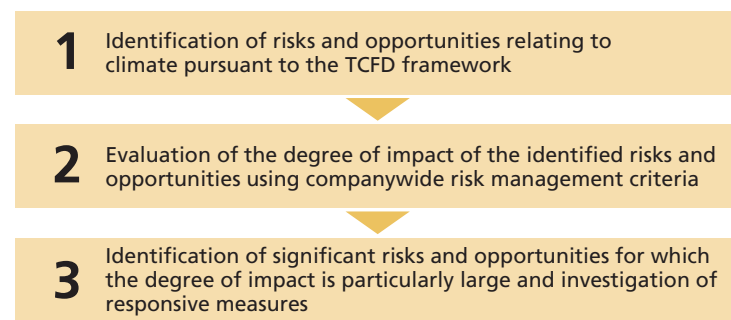 1
Identification of risks and opportunities relating to
climate pursuant to the TCFD framework
2
Evaluation of the degree of impact of the identified risks and
opportunities using companywide risk management criteria
3
Identification of significant risks and opportunities for which
the degree of impact is particularly large and investigation of
responsive measures